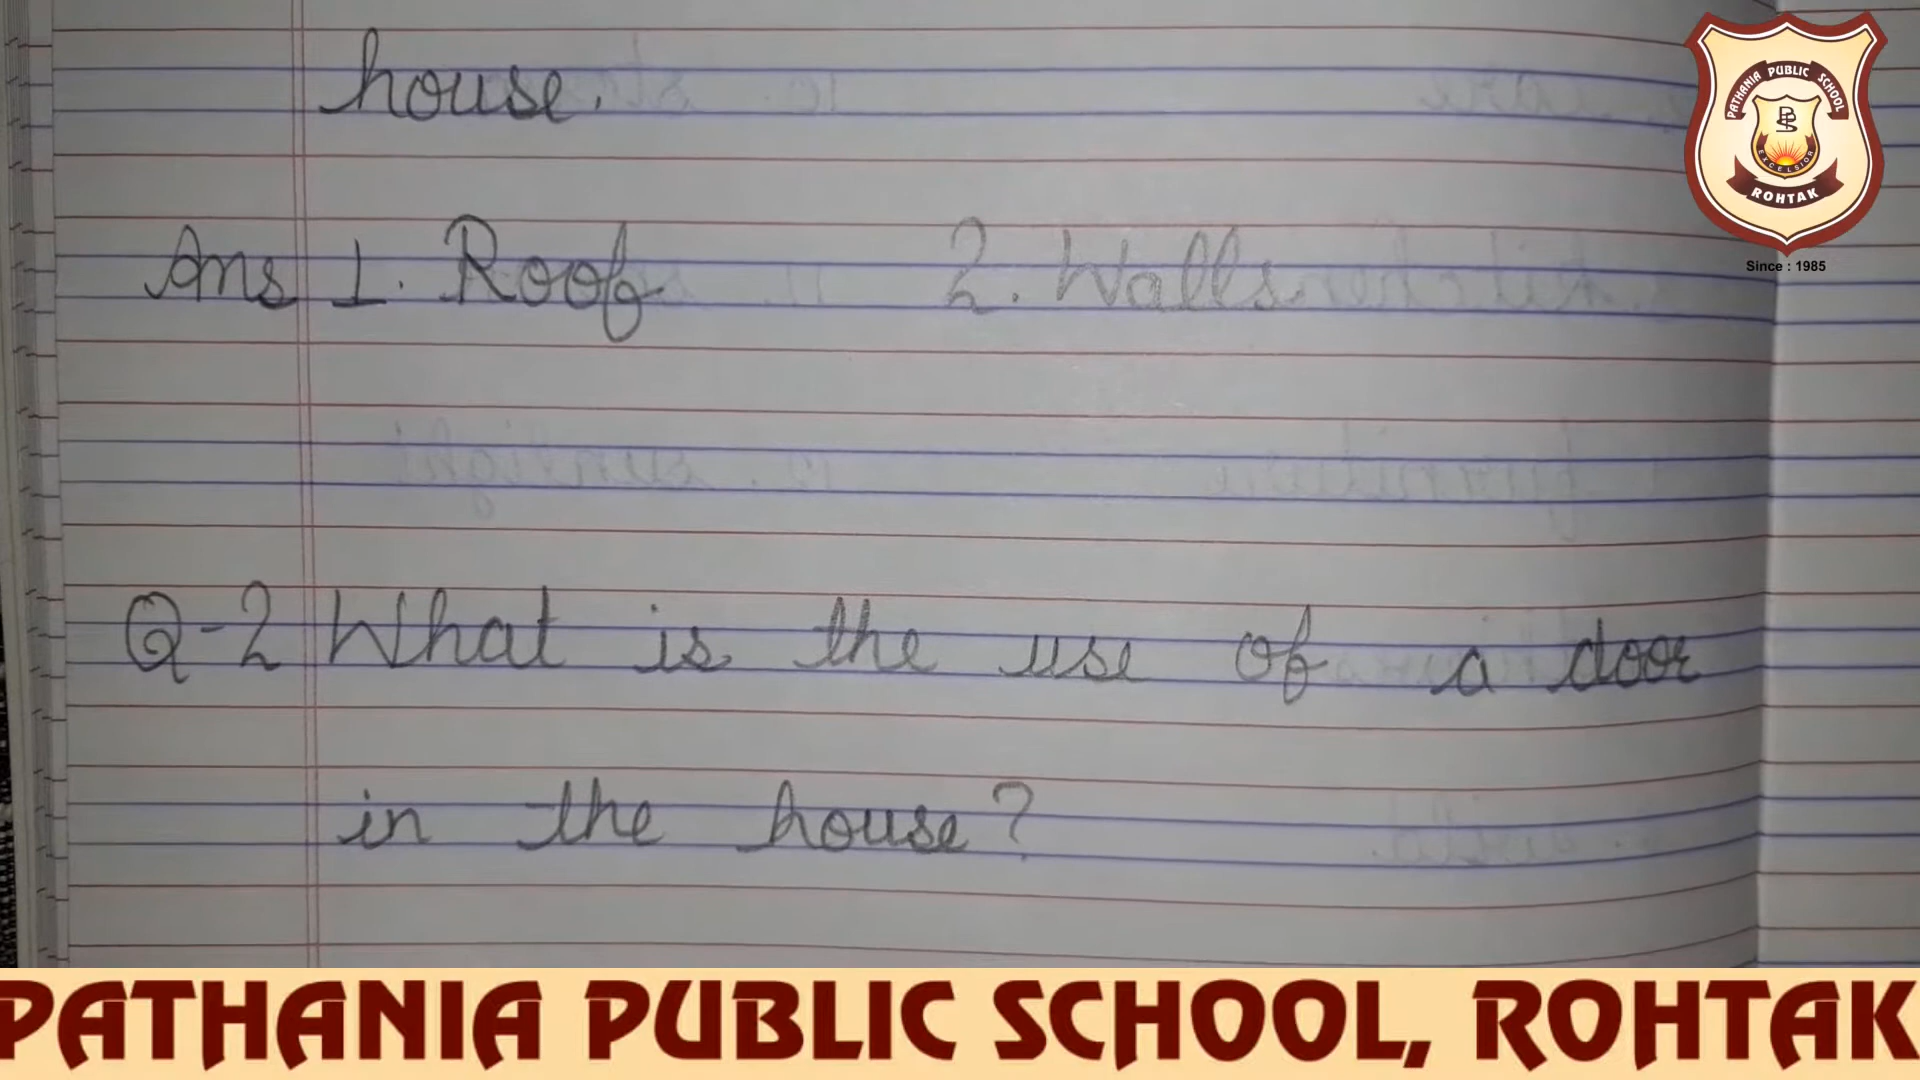 house.
Ans 1. Roof 2. Walls
Q-2 What is the use of a door
in the house?
PATHANIA PUBLIC SCHOOL
PS
EXCELSIOR
ROHTAK
Since : 1985
PATHANIA PUBLIC SCHOOL, ROHTAK